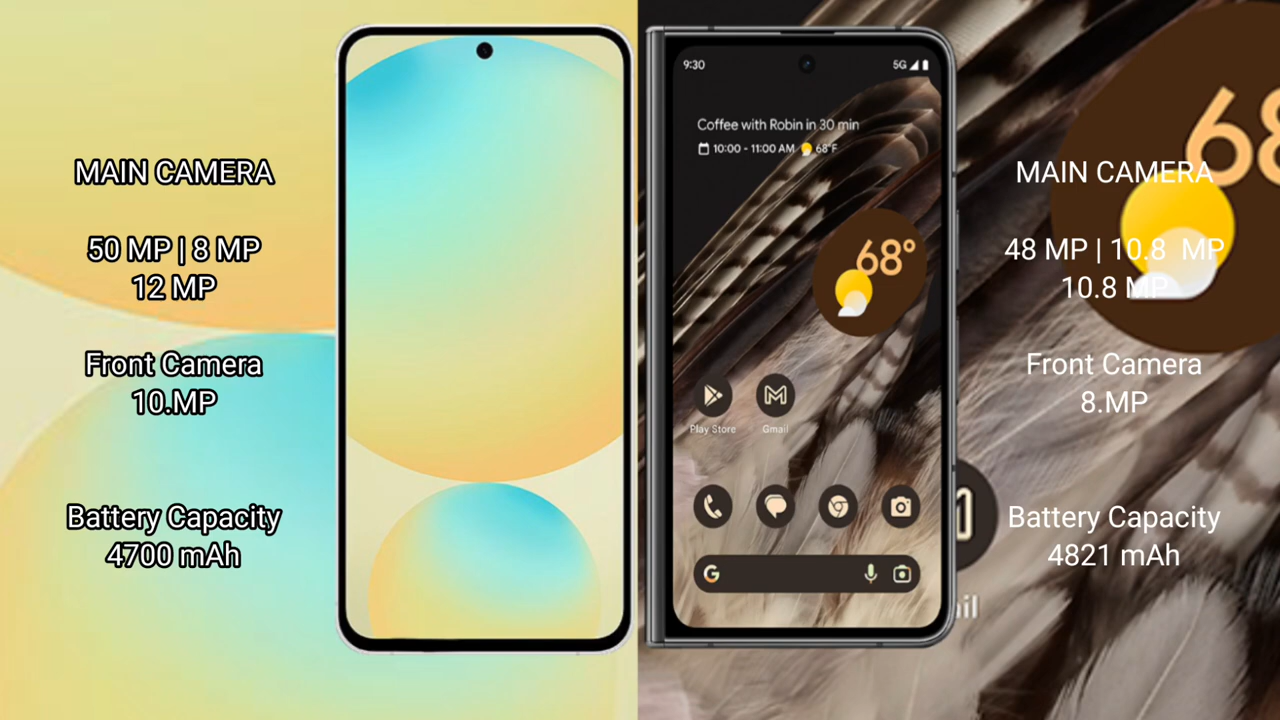 MAIN CAMERA
50 MP | 8 MP
12 MP
Front Camera
10.MP
Battery Capacity
4700 mAh
9:30
5G
Coffee with Robin in 30 min
10:00 - 11:00 AM 68°F
68°
Play Store
Gmail
G
68
MAIN CAMERA
48 MP | 10.8 MP
10.8 MP
Front Camera
8.MP
Battery Capacity
4821 mAh
ail